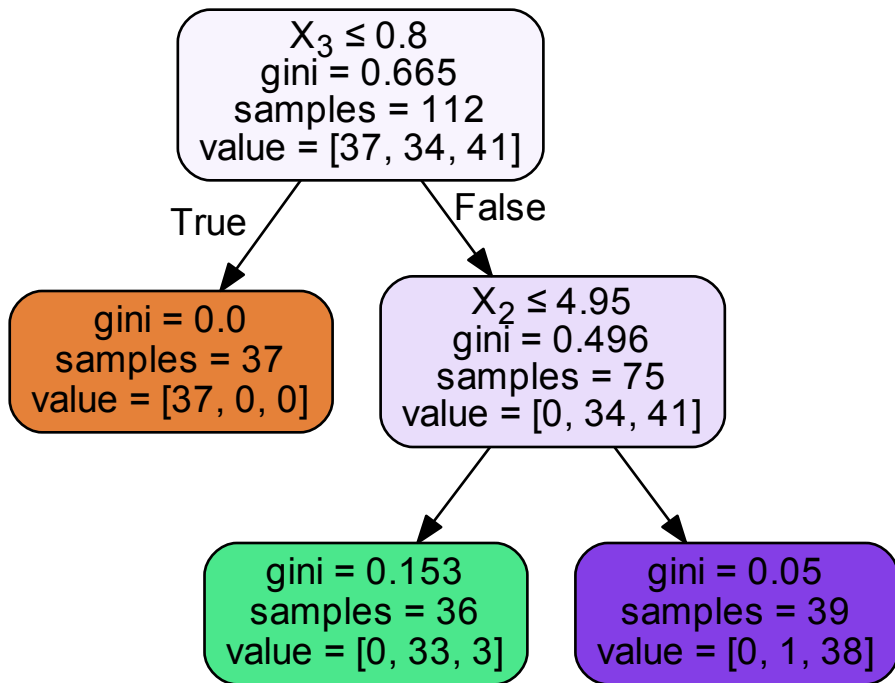 X₃ ≤ 0.8
gini = 0.665
samples = 112
value = [37, 34, 41]
True
False
gini = 0.0
samples = 37
value = [37, 0, 0]
X₂ ≤ 4.95
gini = 0.496
samples = 75
value = [0, 34, 41]
gini = 0.153
samples = 36
value = [0, 33, 3]
gini = 0.05
samples = 39
value = [0, 1, 38]